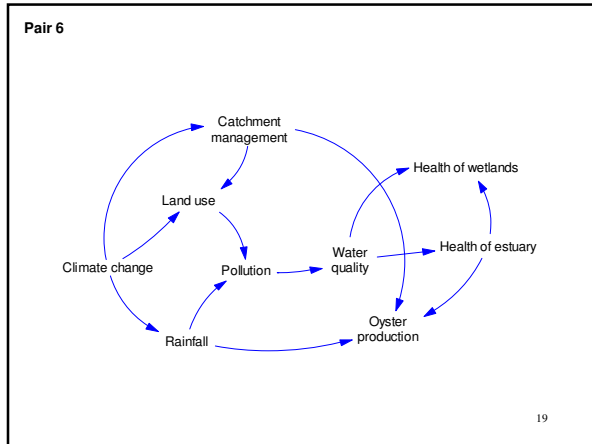 Pair 6
Catchment
management
Health of wetlands
Land use
Water
quality
Health of estuary
Climate change
Pollution
Oyster
production
Rainfall
19